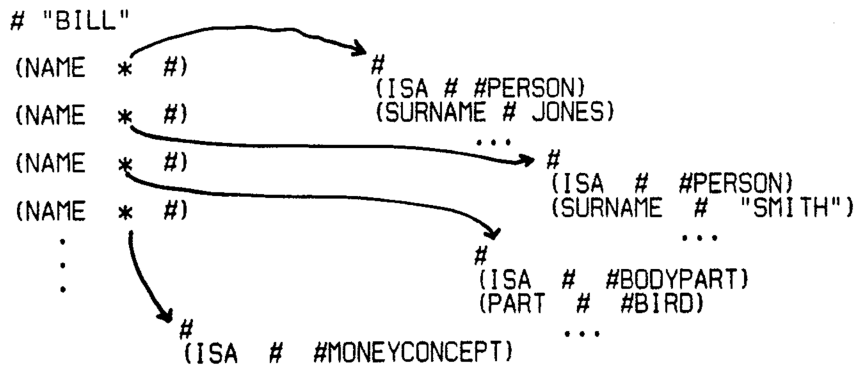 # "BILL"
(NAME * #)
#
(ISA # #PERSON)
(SURNAME # JONES)
...
(NAME * #)
(NAME * #)
#
(ISA # #PERSON)
(SURNAME # "SMITH")
...
(NAME * #)
.
.
.
#
(ISA # #BODYPART)
(PART # #BIRD)
...
#
(ISA # #MONEYCONCEPT)